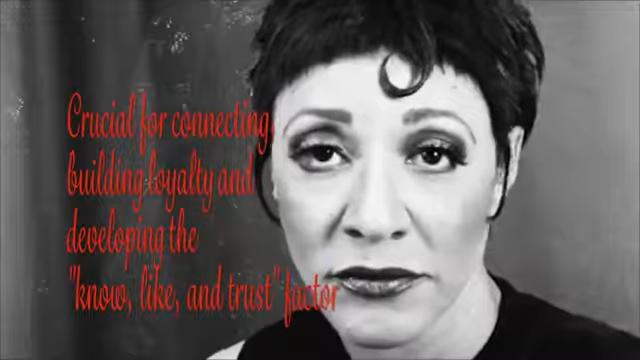 Crucial for connecting,
building loyalty and
developing the
"know, like, and trust" factor